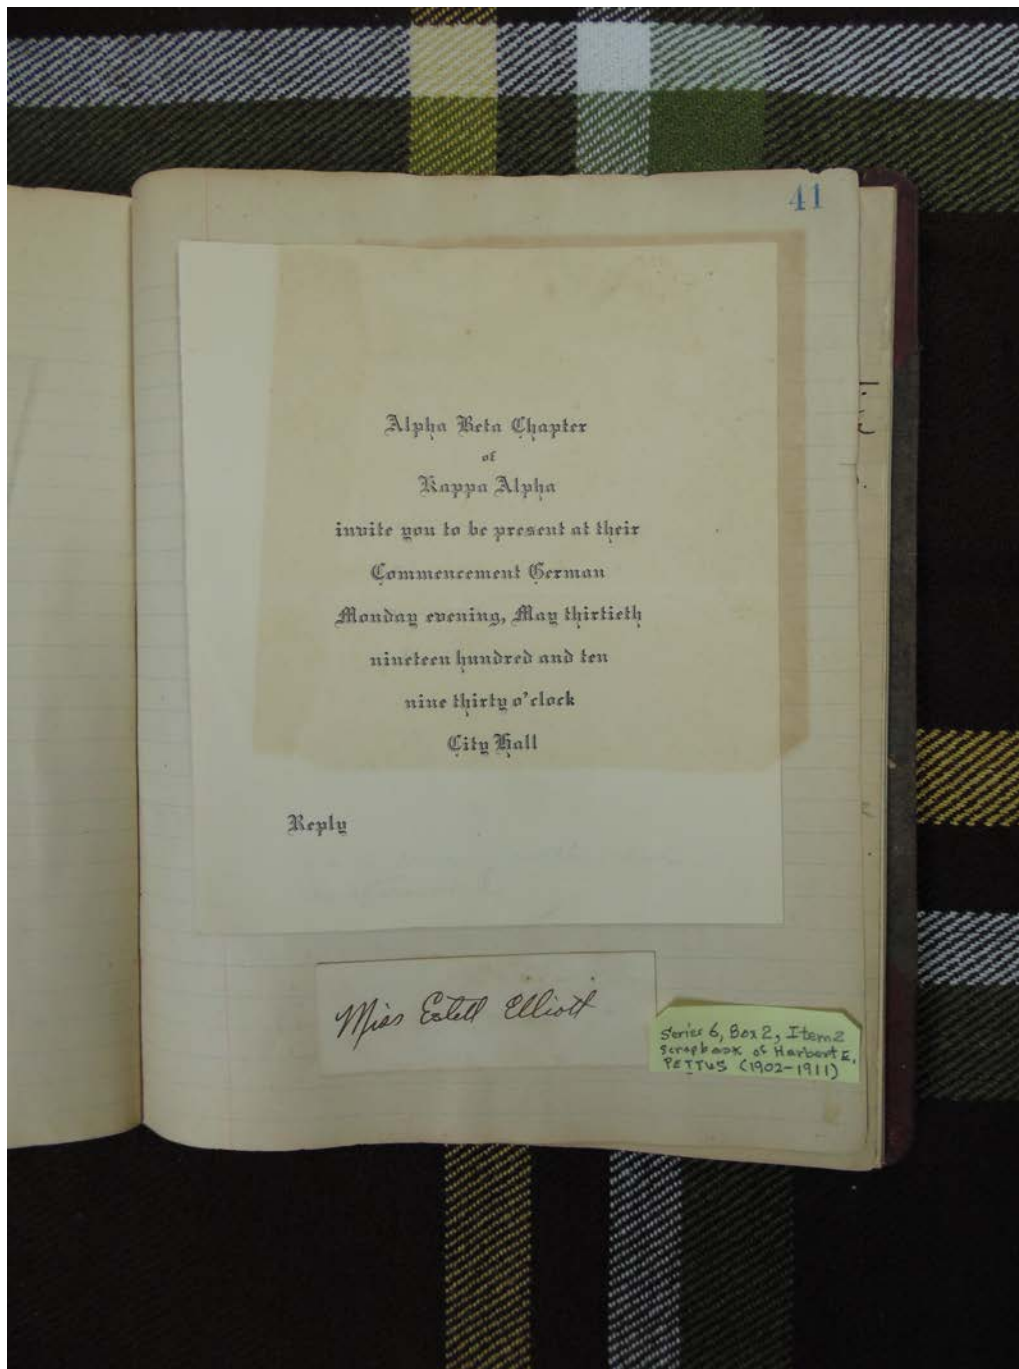 41
Alpha Beta Chapter
of
Kappa Alpha
invite you to be present at their
Commencement German
Monday evening, May thirtieth
nineteen hundred and ten
nine thirty o'clock
City Hall
Reply
Miss Estell Elliott
Series 6, Box 2, Item 2
Scrapbook of Harbert E.
PETTUS (1902-1911)